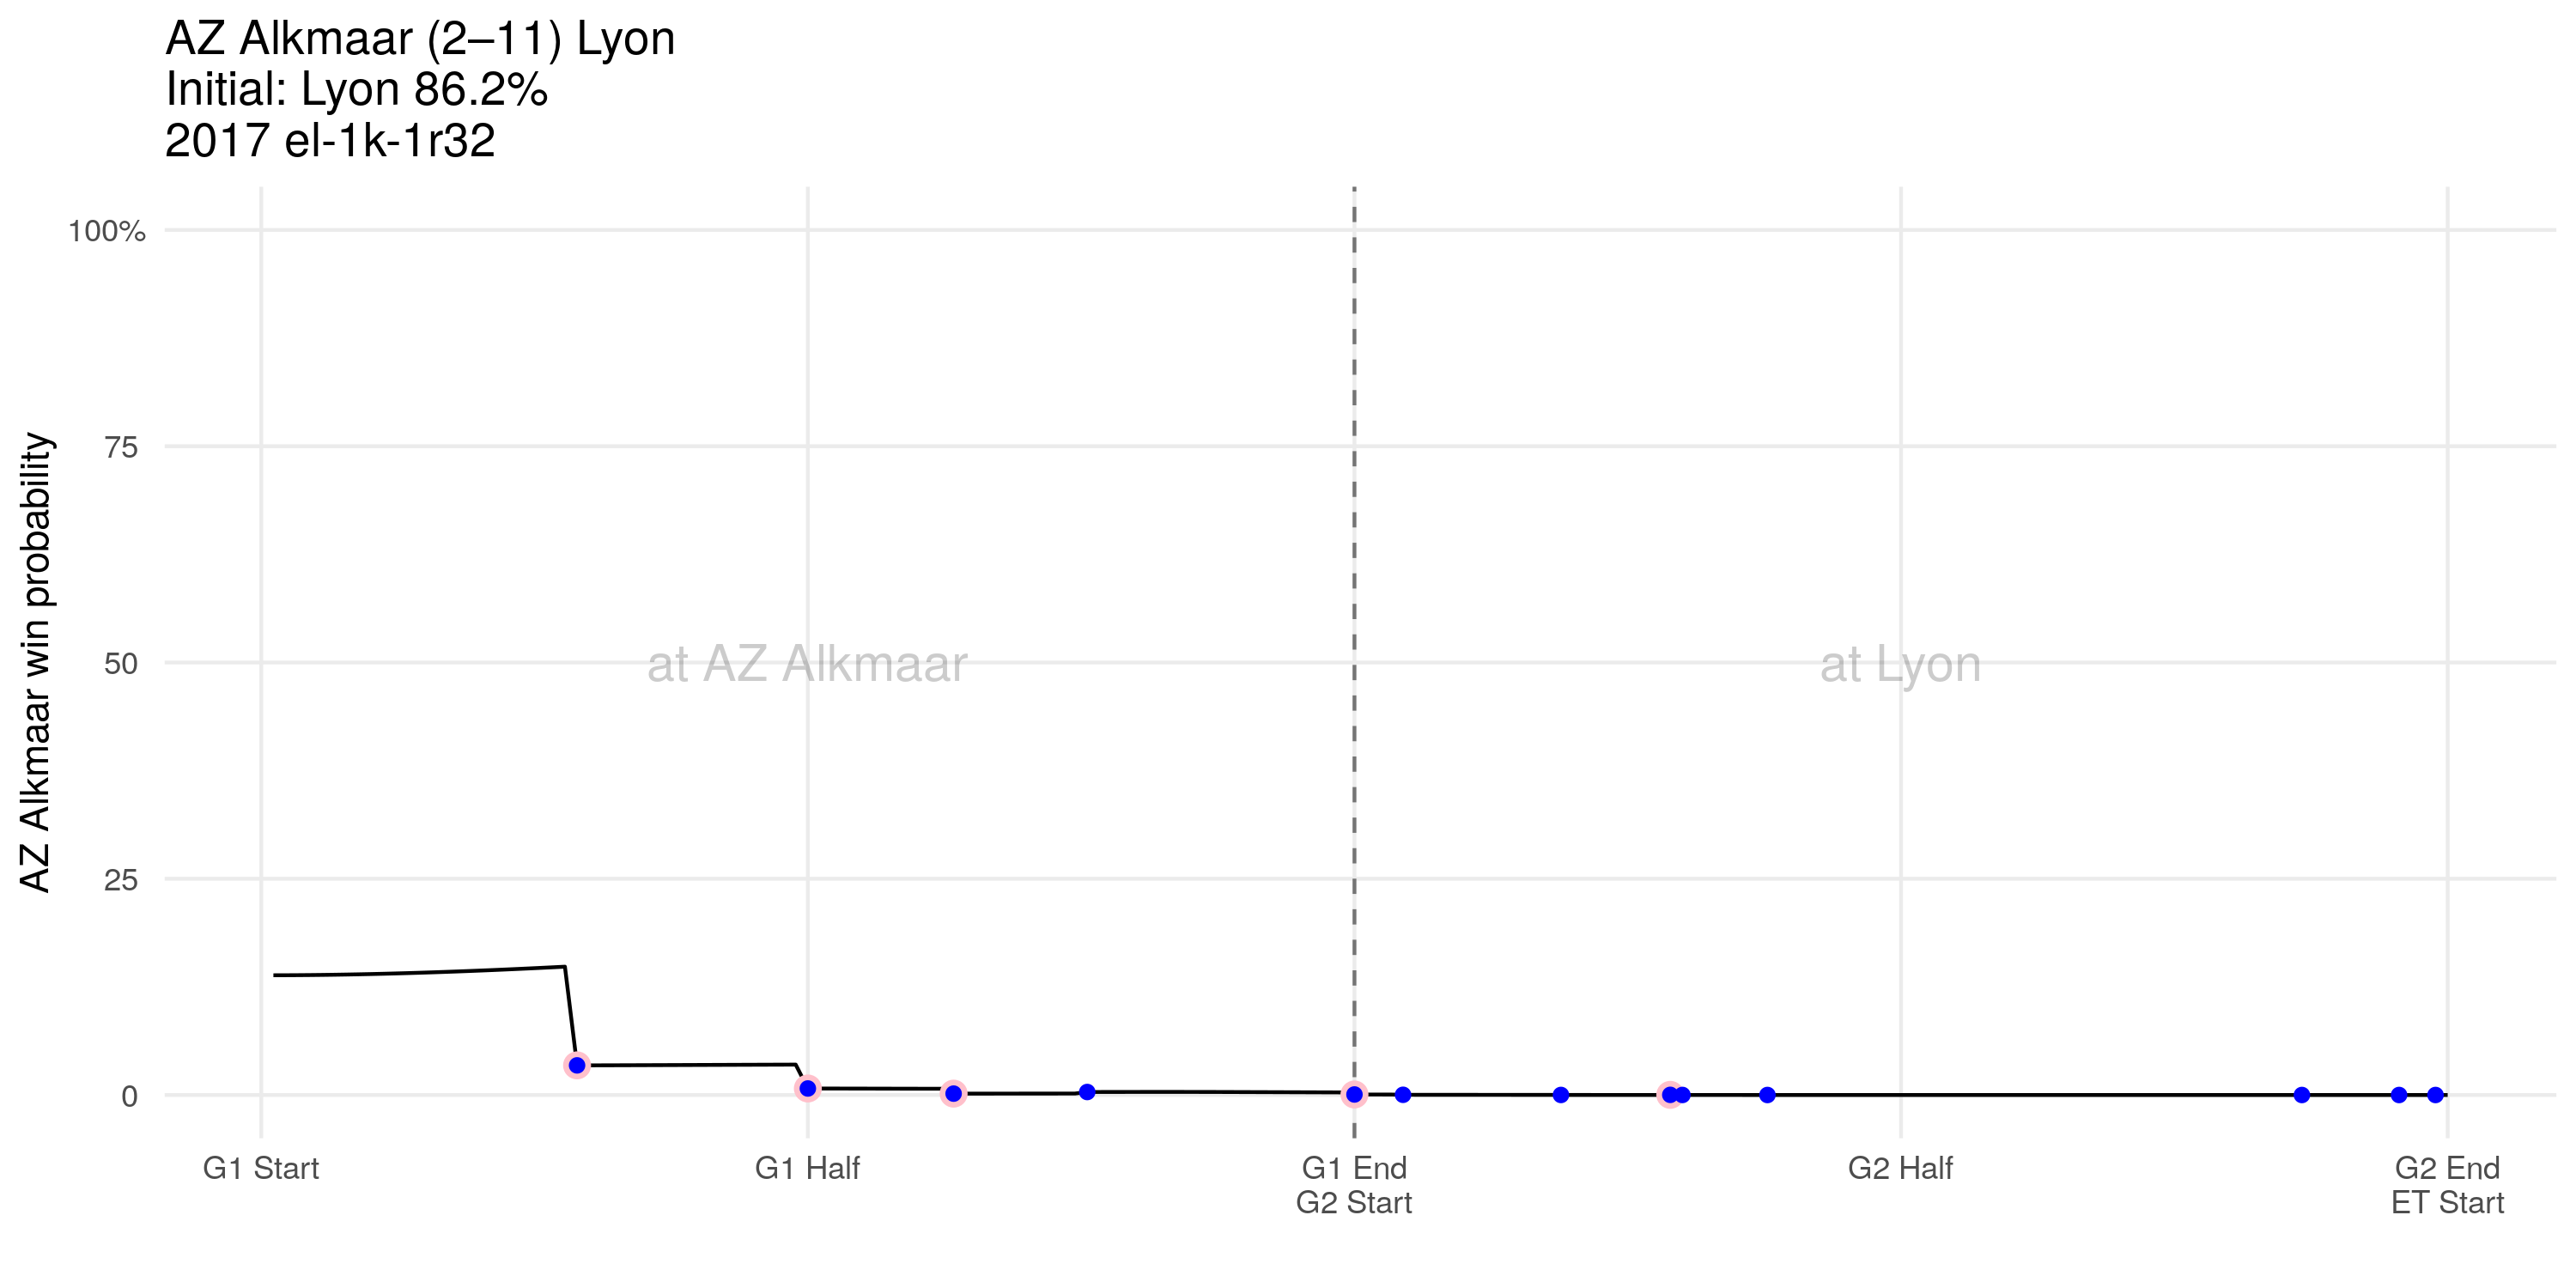 AZ Alkmaar (2–11) Lyon
Initial: Lyon 86.2%
2017 el-1k-1r32
AZ Alkmaar win probability
100%
75
50
25
0
at AZ Alkmaar
at Lyon
G1 Start
G1 Half
G1 End
G2 Start
G2 Half
G2 End
ET Start